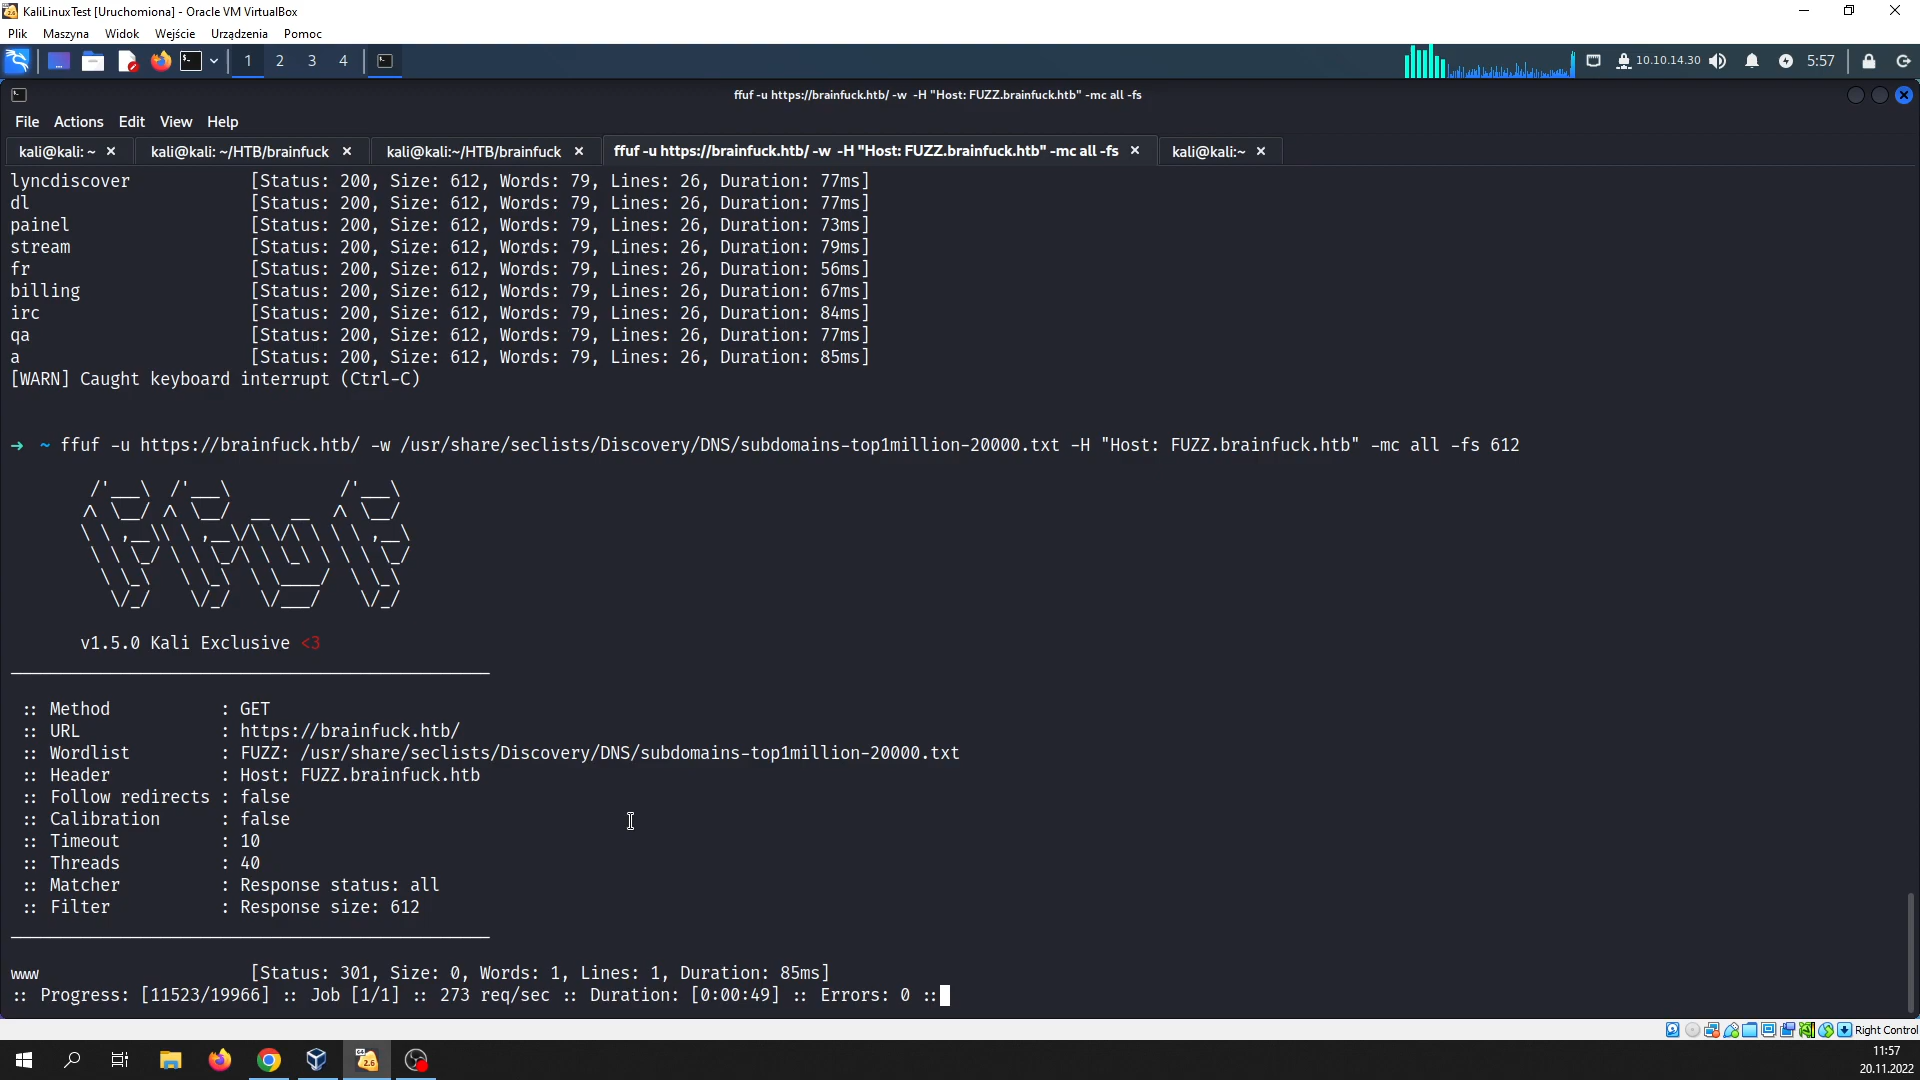 KaliLinuxTest [Uruchomiona] - Oracle VM VirtualBox
Plik Maszyna Widok Wejście Urządzenia Pomoc
1 2 3 4 10.10.14.30 5:57
ffuf -u https://brainfuck.htb/ -w  -H "Host: FUZZ.brainfuck.htb" -mc all -fs
File Actions Edit View Help
kali@kali: ~ kali@kali: ~/HTB/brainfuck kali@kali:~/HTB/brainfuck ffuf -u https://brainfuck.htb/ -w  -H "Host: FUZZ.brainfuck.htb" -mc all -fs kali@kali:~
lyncdiscover            [Status: 200, Size: 612, Words: 79, Lines: 26, Duration: 77ms]
dl                      [Status: 200, Size: 612, Words: 79, Lines: 26, Duration: 77ms]
painel                  [Status: 200, Size: 612, Words: 79, Lines: 26, Duration: 73ms]
stream                  [Status: 200, Size: 612, Words: 79, Lines: 26, Duration: 79ms]
fr                      [Status: 200, Size: 612, Words: 79, Lines: 26, Duration: 56ms]
billing                 [Status: 200, Size: 612, Words: 79, Lines: 26, Duration: 67ms]
irc                     [Status: 200, Size: 612, Words: 79, Lines: 26, Duration: 84ms]
qa                      [Status: 200, Size: 612, Words: 79, Lines: 26, Duration: 77ms]
a                       [Status: 200, Size: 612, Words: 79, Lines: 26, Duration: 85ms]
[WARN] Caught keyboard interrupt (Ctrl-C)
→ ~ ffuf -u https://brainfuck.htb/ -w /usr/share/seclists/Discovery/DNS/subdomains-top1million-20000.txt -H "Host: FUZZ.brainfuck.htb" -mc all -fs 612
v1.5.0 Kali Exclusive <3
:: Method           : GET
:: URL              : https://brainfuck.htb/
:: Wordlist         : FUZZ: /usr/share/seclists/Discovery/DNS/subdomains-top1million-20000.txt
:: Header           : Host: FUZZ.brainfuck.htb
:: Follow redirects : false
:: Calibration      : false
:: Timeout          : 10
:: Threads          : 40
:: Matcher          : Response status: all
:: Filter           : Response size: 612
www                     [Status: 301, Size: 0, Words: 1, Lines: 1, Duration: 85ms]
:: Progress: [11523/19966] :: Job [1/1] :: 273 req/sec :: Duration: [0:00:49] :: Errors: 0 ::
Right Control
11:57
20.11.2022